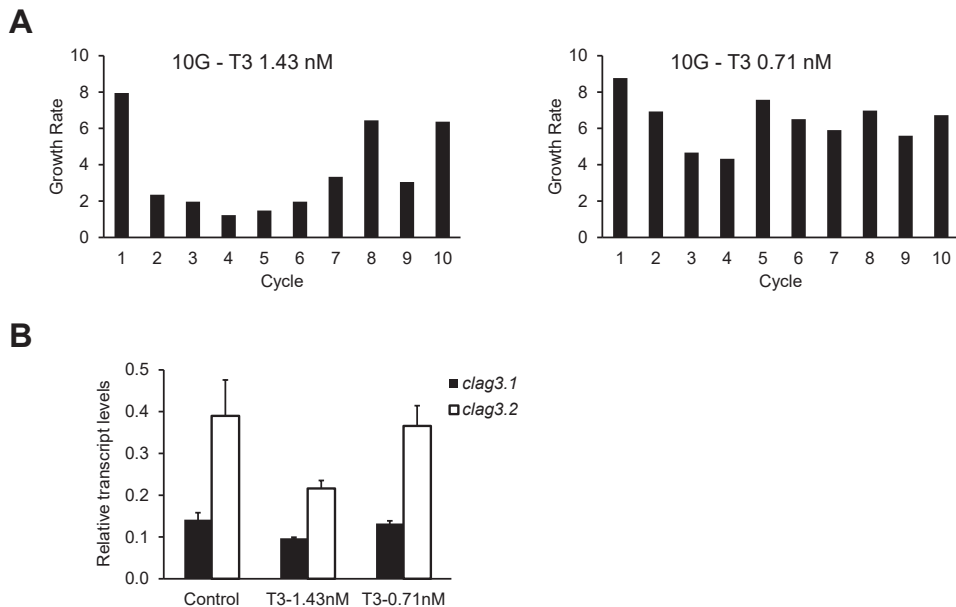 A
10G - T3 1.43 nM
Growth Rate
10
8
6
4
2
0
1 2 3 4 5 6 7 8 9 10
Cycle
10G - T3 0.71 nM
Growth Rate
10
8
6
4
2
0
1 2 3 4 5 6 7 8 9 10
Cycle
B
Relative transcript levels
0.5
0.4
0.3
0.2
0.1
0.0
Control T3-1.43nM T3-0.71nM
clag3.1
clag3.2